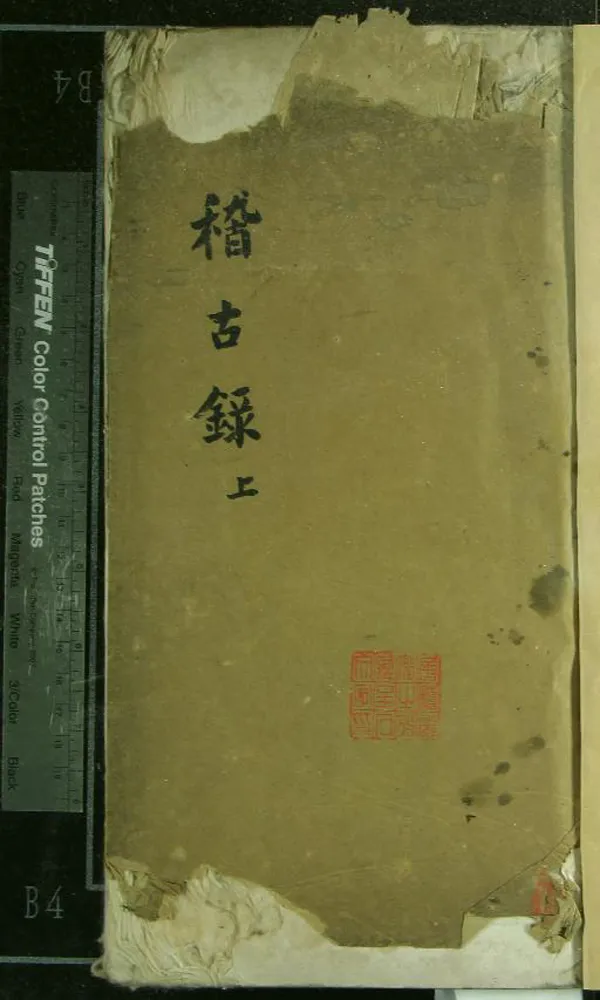 稽古錄上
B4
TIFFEN Color Control Patches
Blue Cyan Green Yellow Red Magenta White 3/Color Black
B4